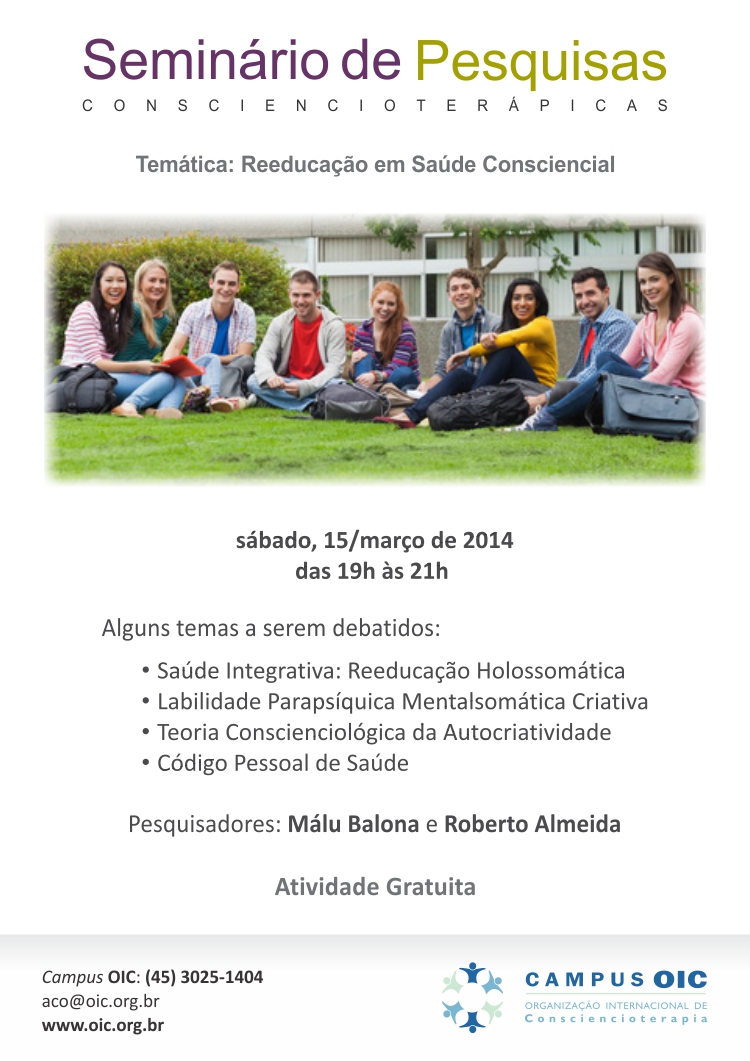 Seminário de Pesquisas
CONSCIENCIOTERÁPICAS
Temática: Reeducação em Saúde Consciencial
sábado, 15/março de 2014
das 19h às 21h
Alguns temas a serem debatidos:
• Saúde Integrativa: Reeducação Holossomática
• Labilidade Parapsíquica Mentalsomática Criativa
• Teoria Conscienciológica da Autocriatividade
• Código Pessoal de Saúde
Pesquisadores: Málu Balona e Roberto Almeida
Atividade Gratuita
Campus OIC: (45) 3025-1404
aco@oic.org.br
www.oic.org.br
CAMPUS OIC
ORGANIZAÇÃO INTERNACIONAL DE
Consciencioterapia